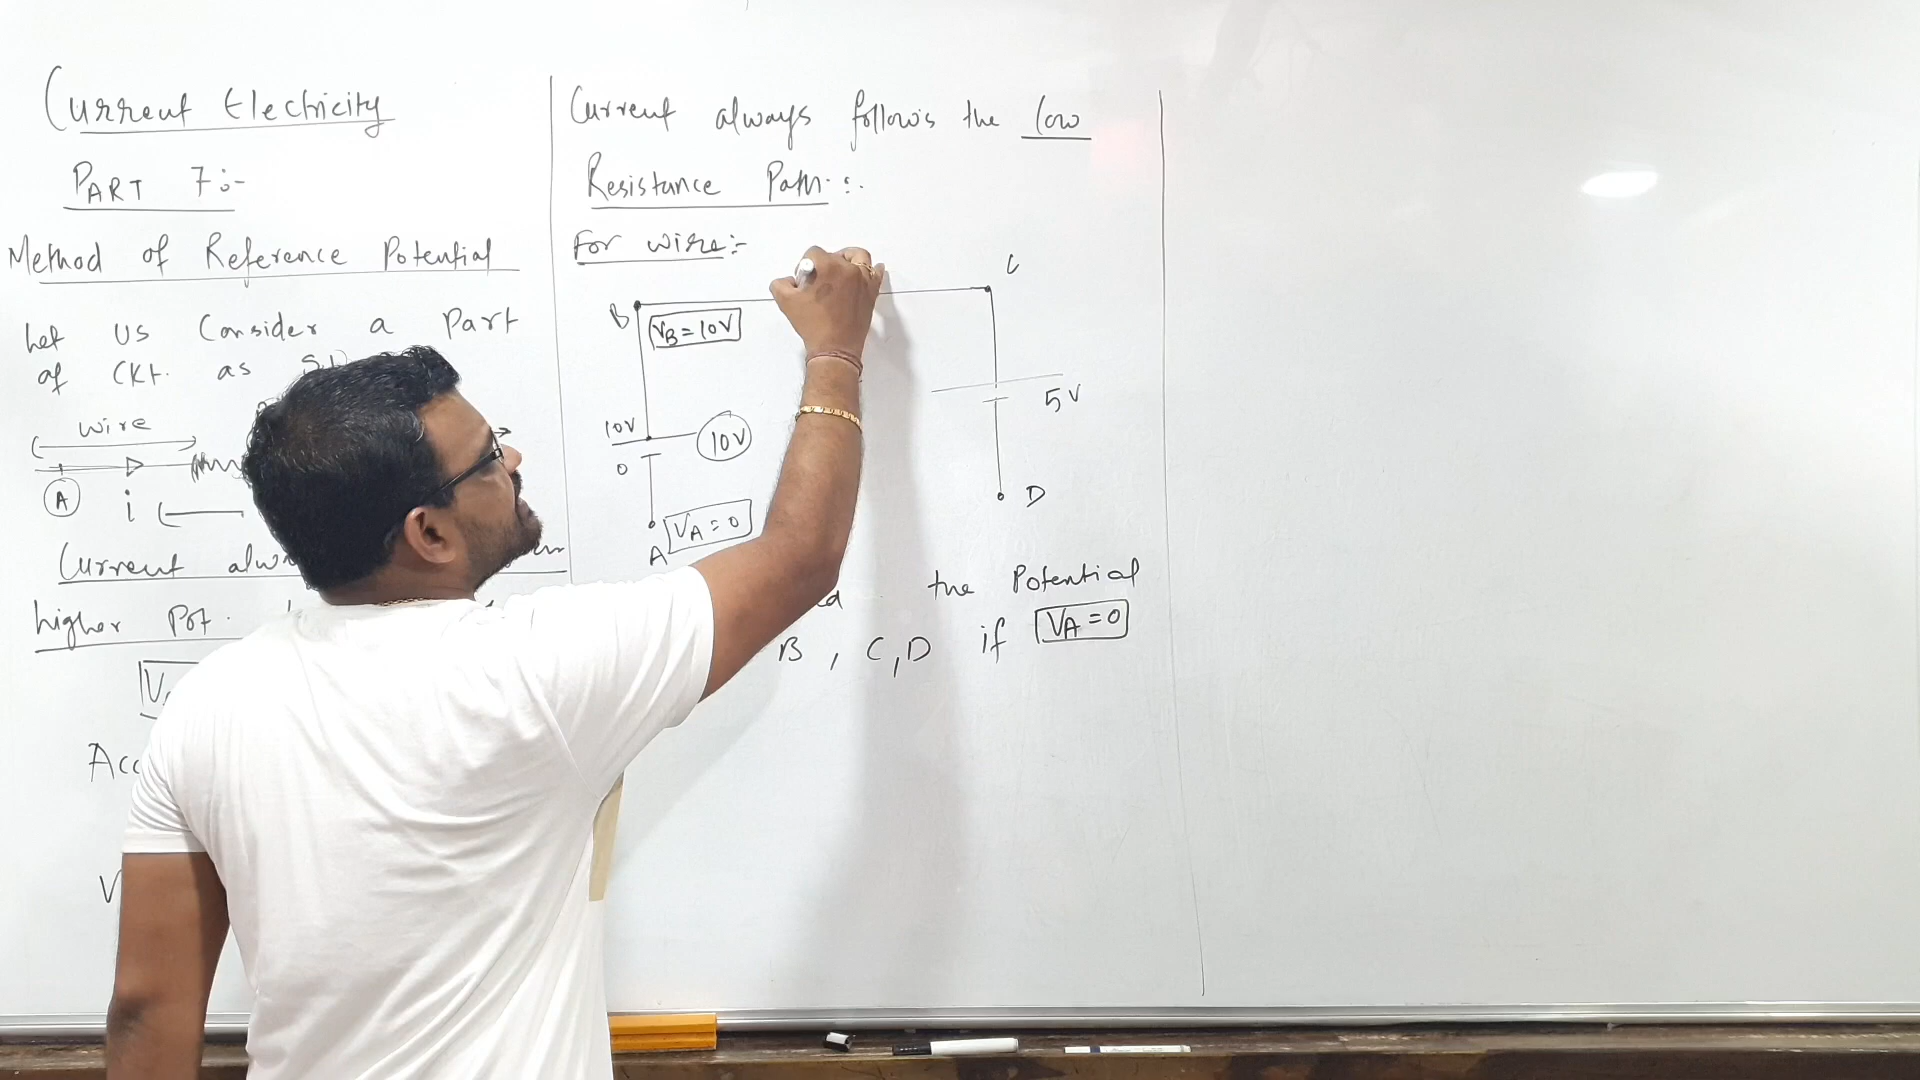 Current Electricity
PART 7:-
Method of Reference Potential
Let us Consider a part
of CKt. as
wire
A
i
Current
higher Pot.
Acc
V
Current always follows the low
Resistance Path:
For wire:-
B
VB = 10V
C
10V
10V
0
5V
D
VA = 0
A
the Potential
B, C, D if VA = 0